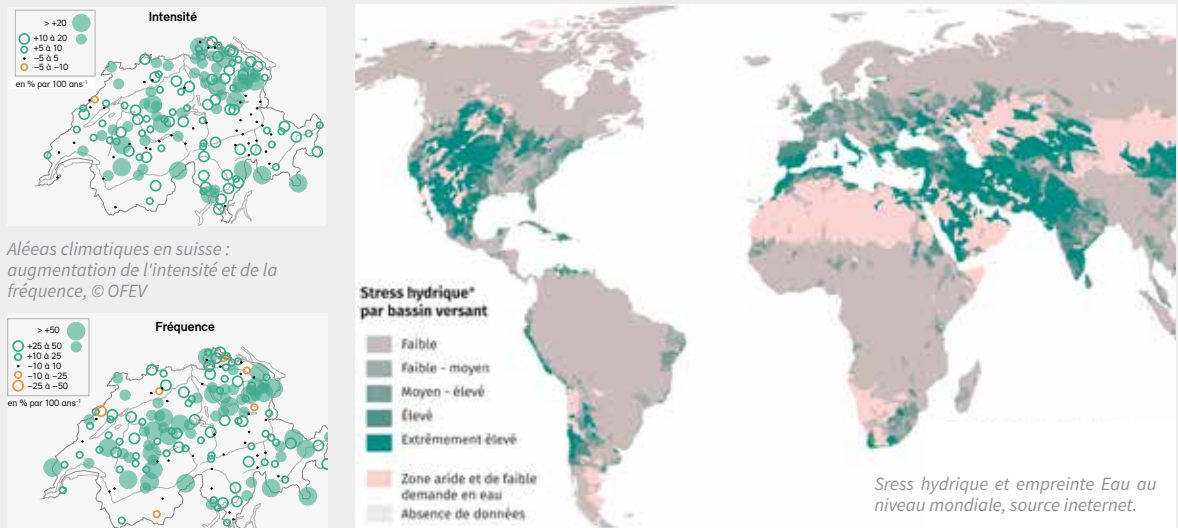 Intensité
> +20
+10 à 20
+5 à 10
−5 à 5
−5 à −10
en % par 100 ans⁻¹
Aléeas climatiques en suisse :
augmentation de l'intensité et de la
fréquence, © OFEV
Fréquence
> +50
+25 à 50
+10 à 25
−10 à 10
−10 à −25
−25 à −50
en % par 100 ans⁻¹
Stress hydrique*
par bassin versant
Faible
Faible - moyen
Moyen - élevé
Élevé
Extrêmement élevé
Zone aride et de faible
demande en eau
Absence de données
Sress hydrique et empreinte Eau au
niveau mondiale, source ineternet.